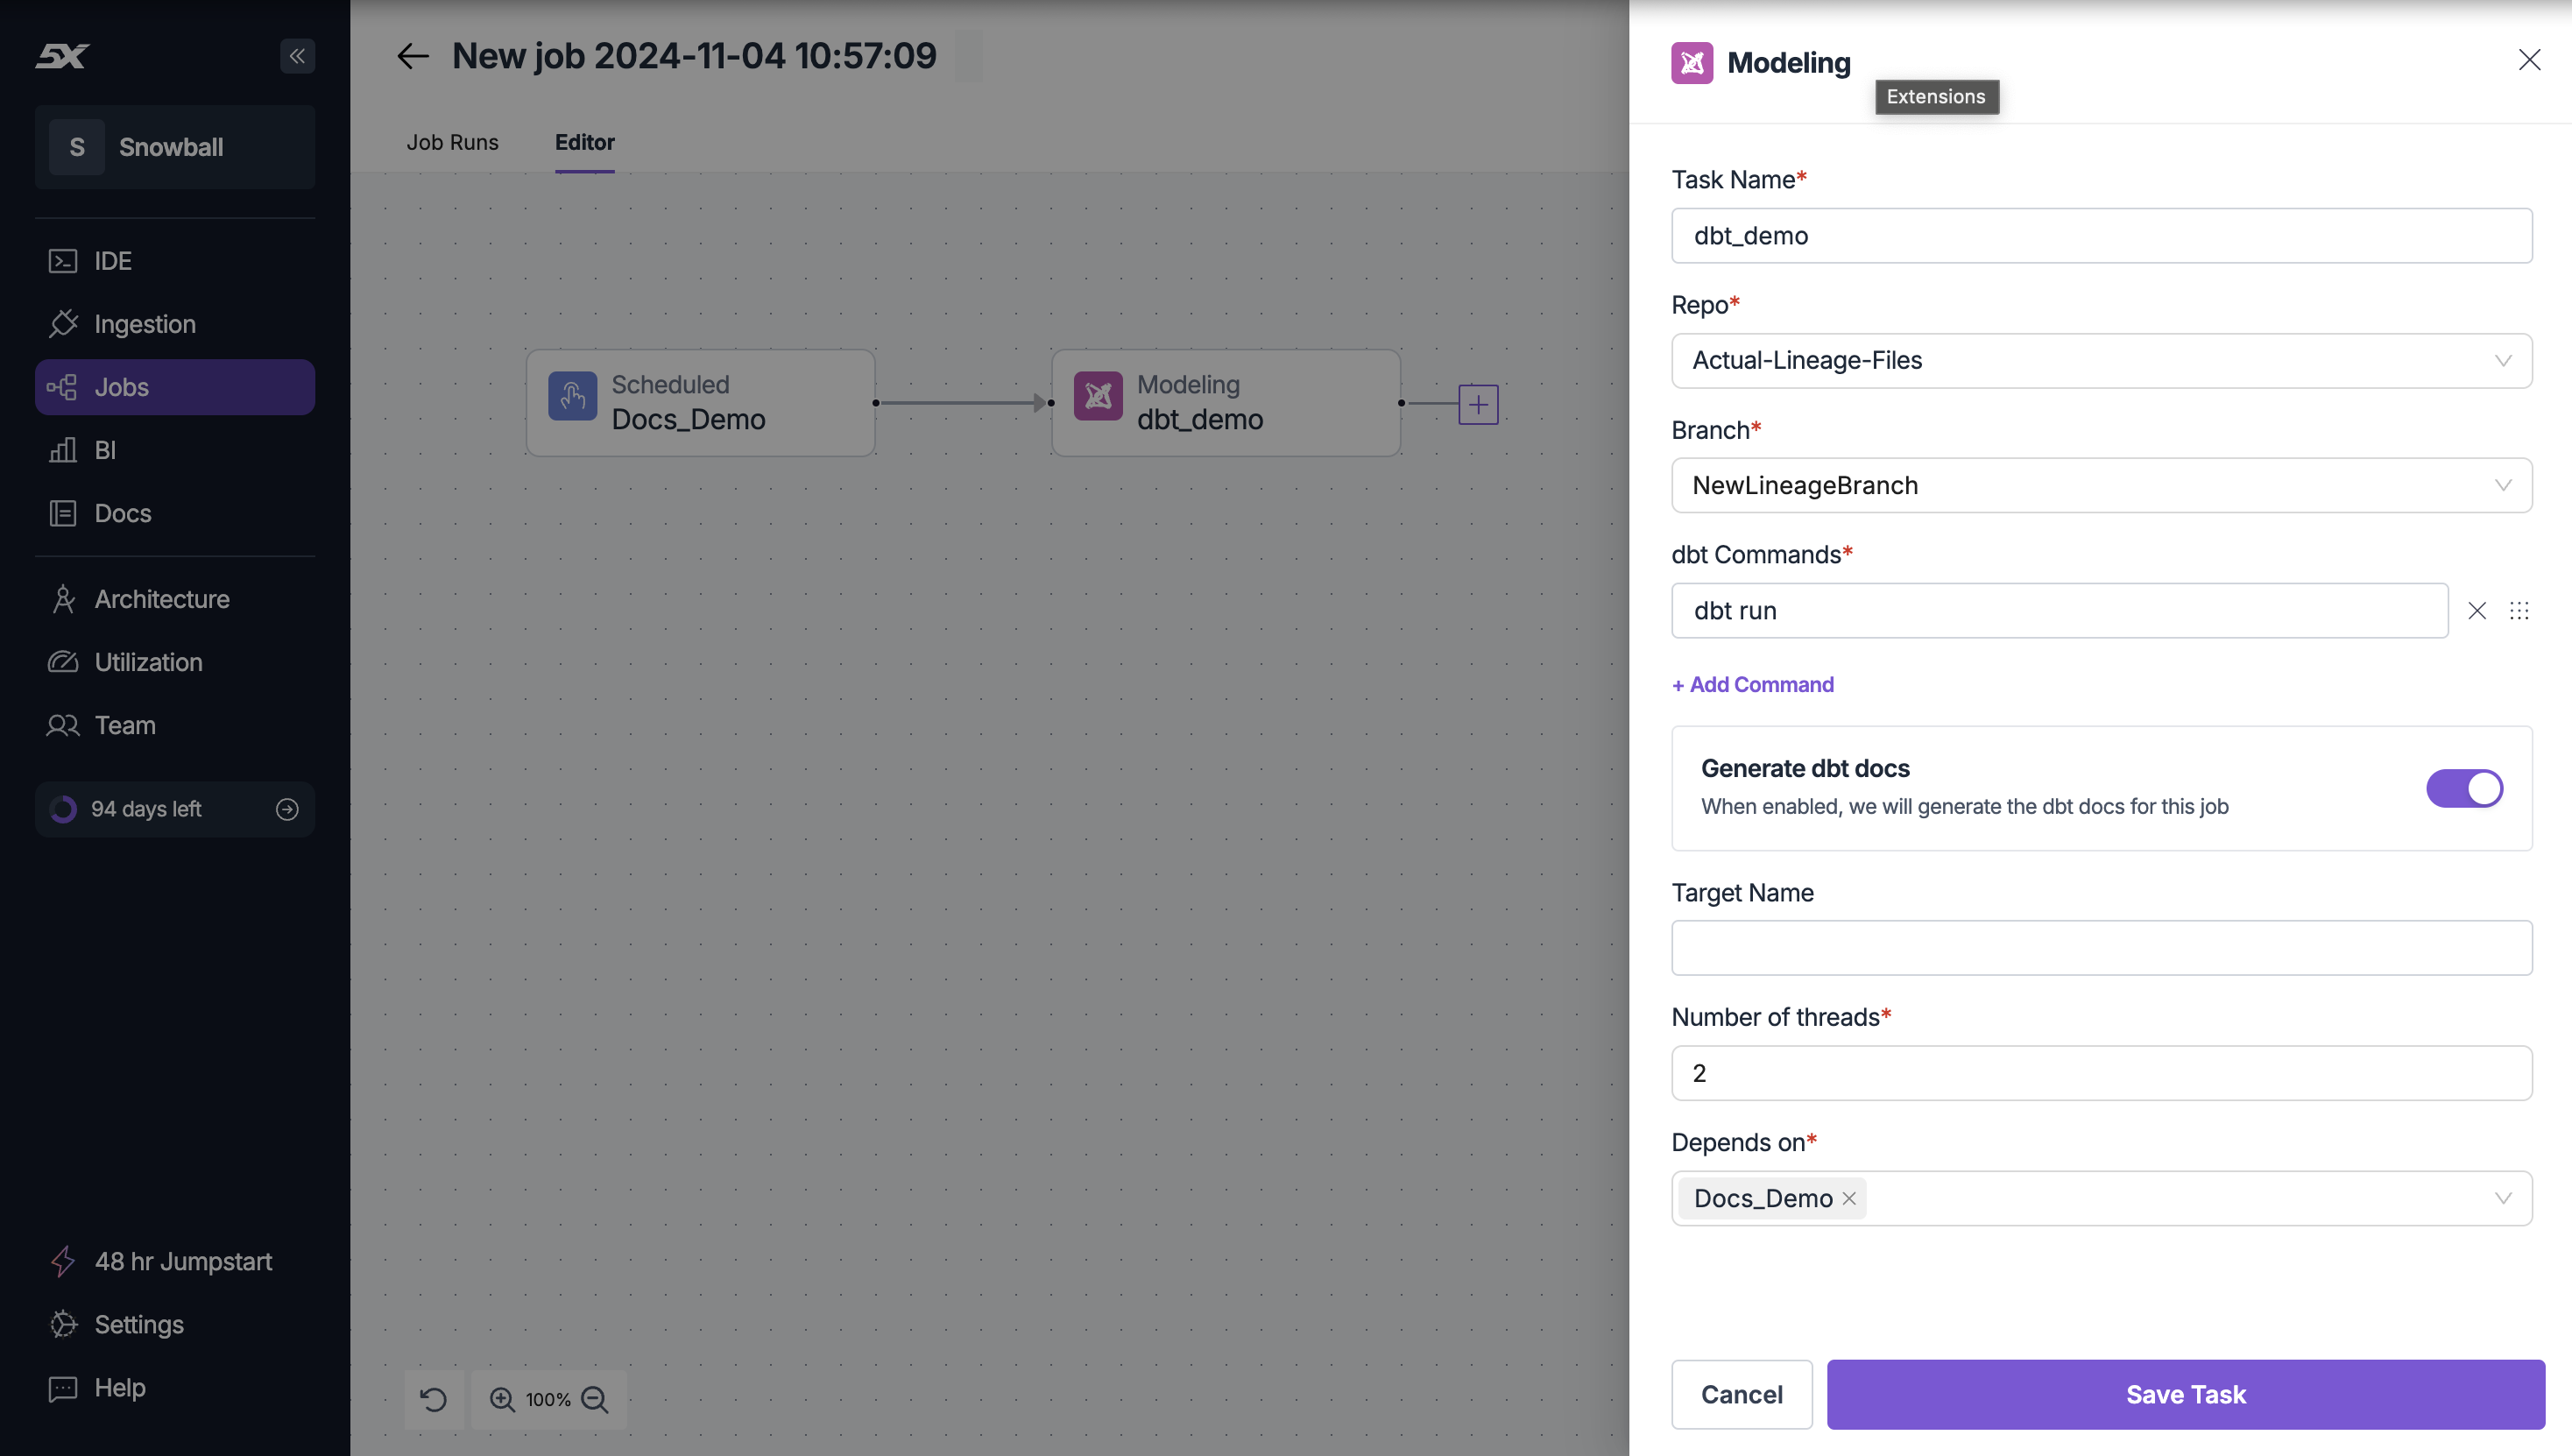 5X
S Snowball
IDE
Ingestion
Jobs
BI
Docs
Architecture
Utilization
Team
94 days left
48 hr Jumpstart
Settings
Help
New job 2024-11-04 10:57:09
Job Runs Editor
Scheduled
Docs_Demo
Modeling
dbt_demo
100%
Modeling
Extensions
Task Name*
dbt_demo
Repo*
Actual-Lineage-Files
Branch*
NewLineageBranch
dbt Commands*
dbt run
+ Add Command
Generate dbt docs
When enabled, we will generate the dbt docs for this job
Target Name
Number of threads*
2
Depends on*
Docs_Demo
Cancel Save Task